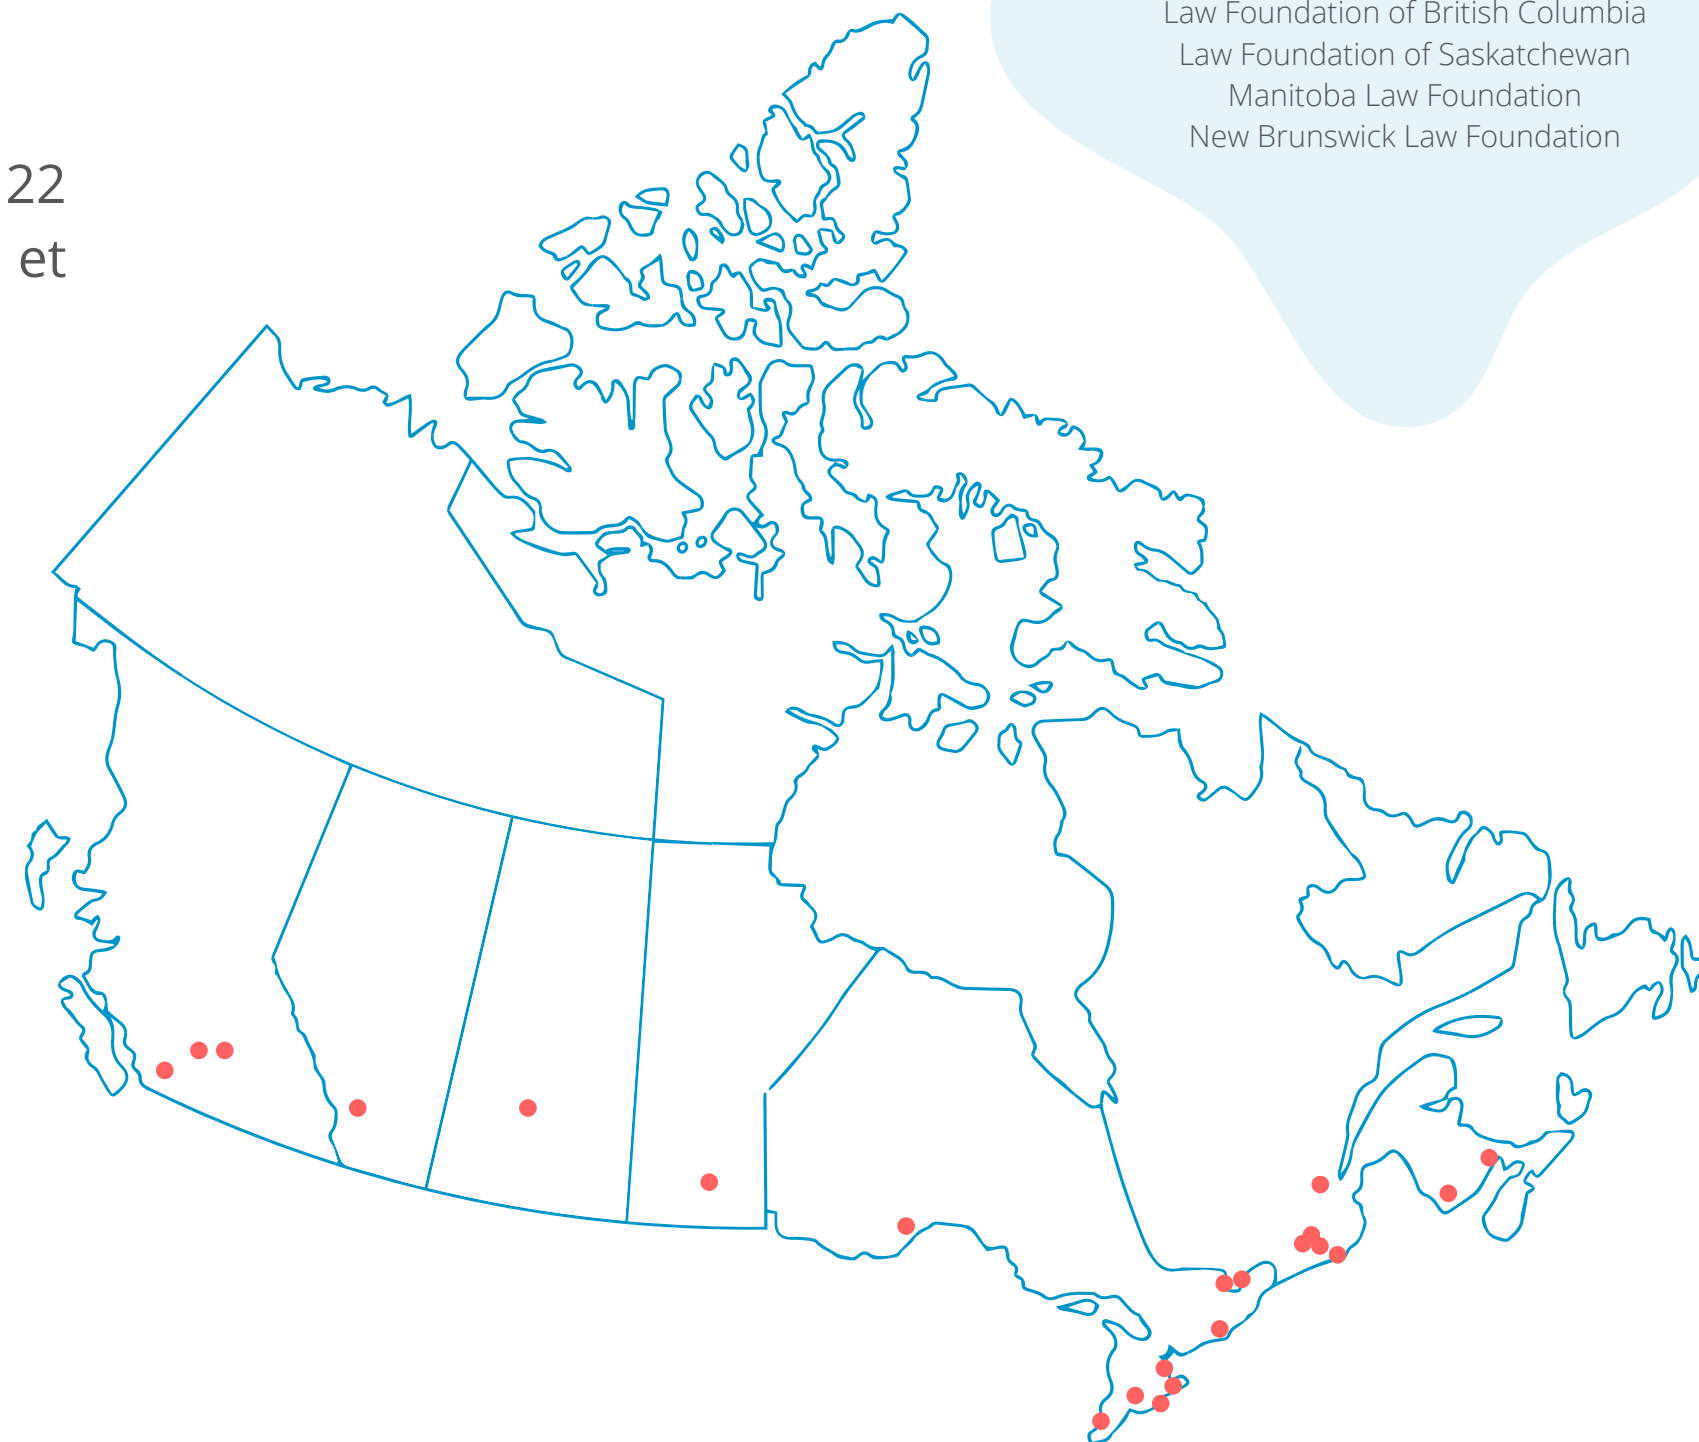 Law Foundation of British Columbia
Law Foundation of Saskatchewan
Manitoba Law Foundation
New Brunswick Law Foundation
22
et